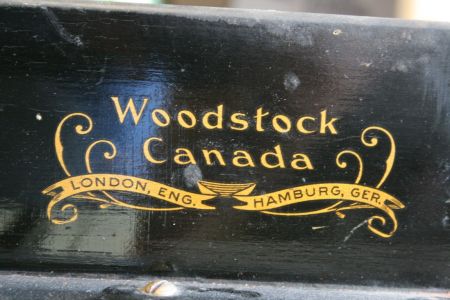 Woodstock
Canada
LONDON, ENG. HAMBURG, GER.